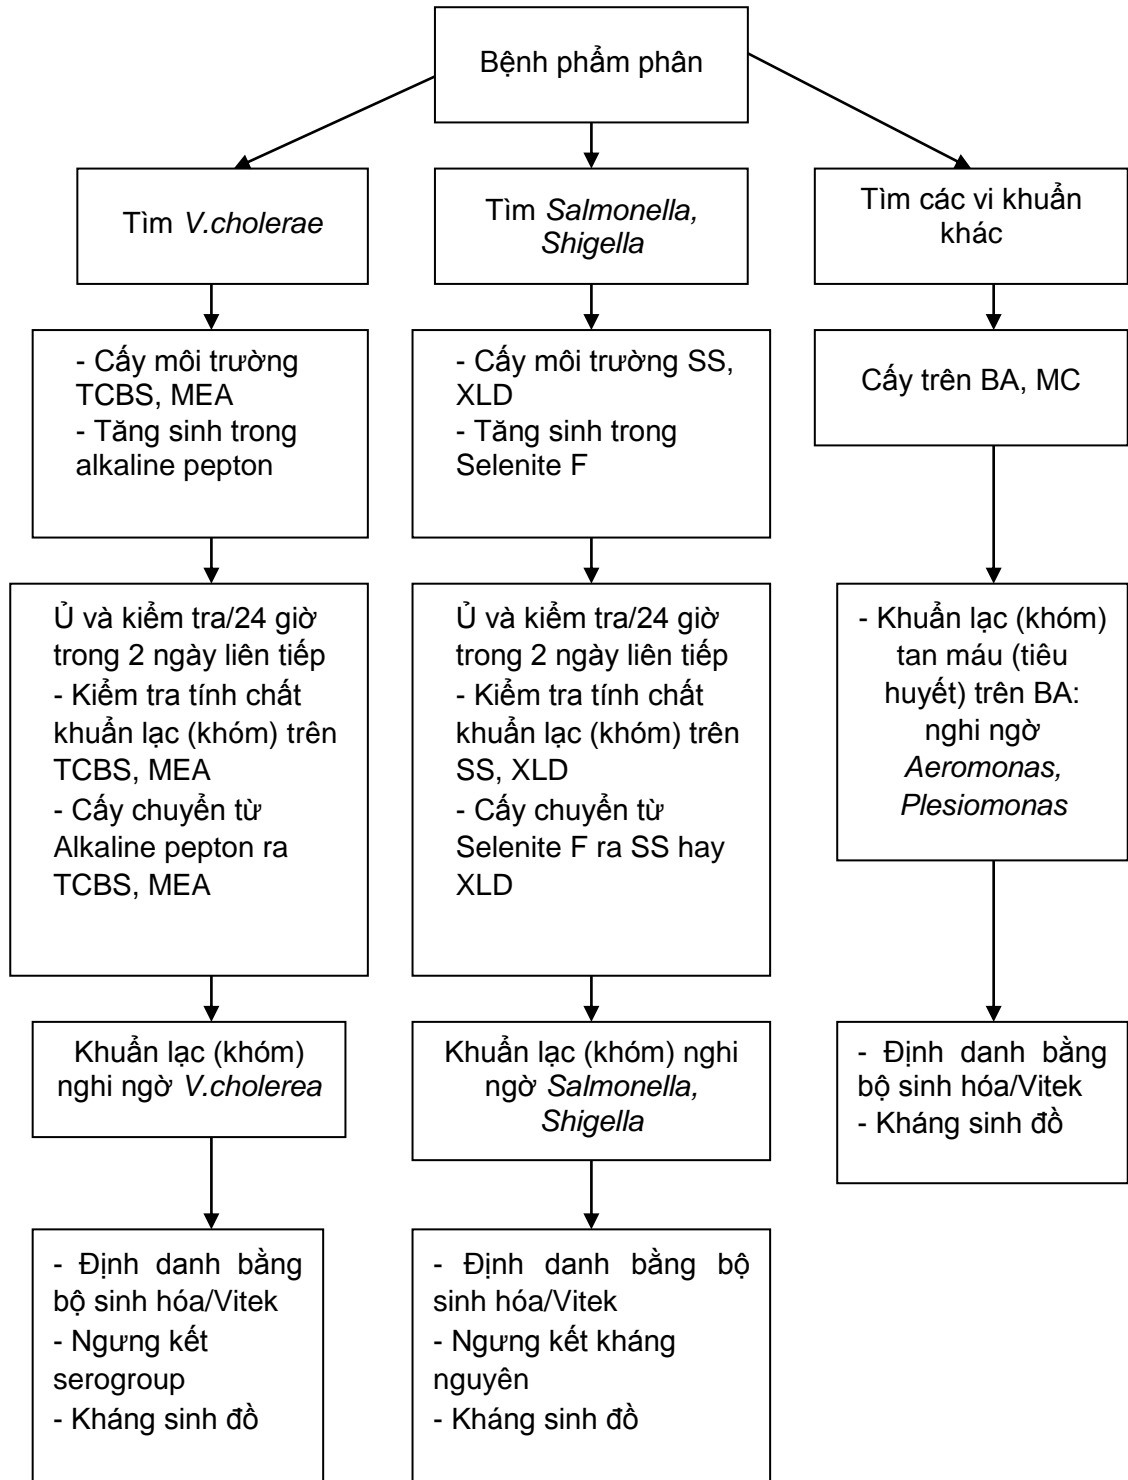 Bệnh phẩm phân
Tìm V.cholerae
Tìm Salmonella,
Shigella
Tìm các vi khuẩn
khác
- Cấy môi trường
TCBS, MEA
- Tăng sinh trong
alkaline pepton
- Cấy môi trường SS,
XLD
- Tăng sinh trong
Selenite F
Cấy trên BA, MC
Ủ và kiểm tra/24 giờ
trong 2 ngày liên tiếp
- Kiểm tra tính chất
khuẩn lạc (khóm) trên
TCBS, MEA
- Cấy chuyển từ
Alkaline pepton ra
TCBS, MEA
Ủ và kiểm tra/24 giờ
trong 2 ngày liên tiếp
- Kiểm tra tính chất
khuẩn lạc (khóm) trên
SS, XLD
- Cấy chuyển từ
Selenite F ra SS hay
XLD
- Khuẩn lạc (khóm)
tan máu (tiêu
huyết) trên BA:
nghi ngờ
Aeromonas,
Plesiomonas
Khuẩn lạc (khóm)
nghi ngờ V.cholerea
Khuẩn lạc (khóm) nghi
ngờ Salmonella,
Shigella
- Định danh bằng
bộ sinh hóa/Vitek
- Kháng sinh đồ
- Định danh bằng
bộ sinh hóa/Vitek
- Ngưng kết
serogroup
- Kháng sinh đồ
- Định danh bằng bộ
sinh hóa/Vitek
- Ngưng kết kháng
nguyên
- Kháng sinh đồ